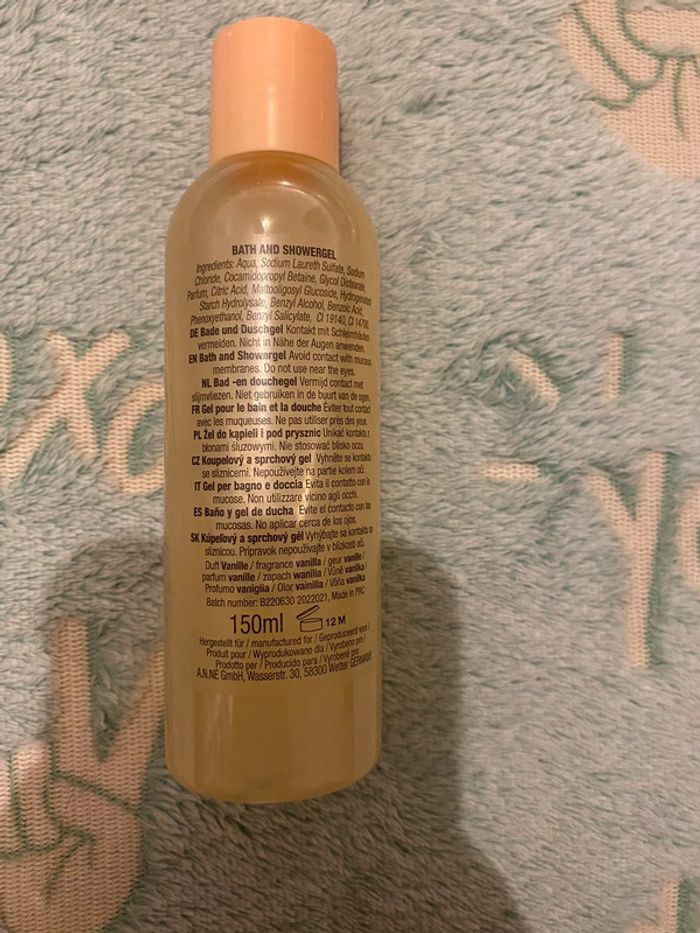 BATH AND SHOWERGEL
Ingredients: Aqua, Sodium Laureth Sulfate, Sodium
Chloride, Cocamidopropyl Betaine, Glycol Distearate,
Parfum, Citric Acid, Maltooligosyl Glucoside, Hydrogenated
Starch Hydrolysate, Benzyl Alcohol, Benzoic Acid,
Phenoxyethanol, Benzyl Salicylate, CI 19140, CI 14700
DE Bade und Duschgel Kontakt mit Schleimhäuten
vermeiden. Nicht in Nähe der Augen anwenden.
EN Bath and Showergel Avoid contact with mucous
membranes. Do not use near the eyes.
NL Bad -en douchegel Vermijd contact met
slijmvliezen. Niet gebruiken in de buurt van de ogen.
FR Gel pour le bain et la douche Éviter tout contact
avec les muqueuses. Ne pas utiliser près des yeux.
PL Żel do kąpieli i pod prysznic Unikać kontaktu z
błonami śluzowymi. Nie stosować blisko oczu.
CZ Koupelový a sprchový gel Vyhněte se kontaktu
se sliznicemi. Nepoužívejte na partie kolem očí.
IT Gel per bagno e doccia Evita il contatto con le
mucose. Non utilizzare vicino agli occhi.
ES Baño y gel de ducha Evite el contacto con las
mucosas. No aplicar cerca de los ojos.
SK Kúpeľový a sprchový gél Vyhýbajte sa kontaktu so
sliznicou. Prípravok nepoužívajte v blízkosti očí.
Duft Vanille / fragrance vanilla / geur vanille /
parfum vanille / zapach wanilia / Vůně vanilka /
Profumo vaniglia / Olor vainilla / Vôňa vanilka
Batch number: B220630 2022021, Made in PRC
150ml 12 M
Hergestellt für / manufactured for / Geproduceerd voor /
Produit pour / Wyprodukowano dla / Vyrobeno pro /
Prodotto per / Producido para / Vyrobené pre:
A.N.NE GmbH, Wasserstr. 30, 58300 Wetter GERMANY